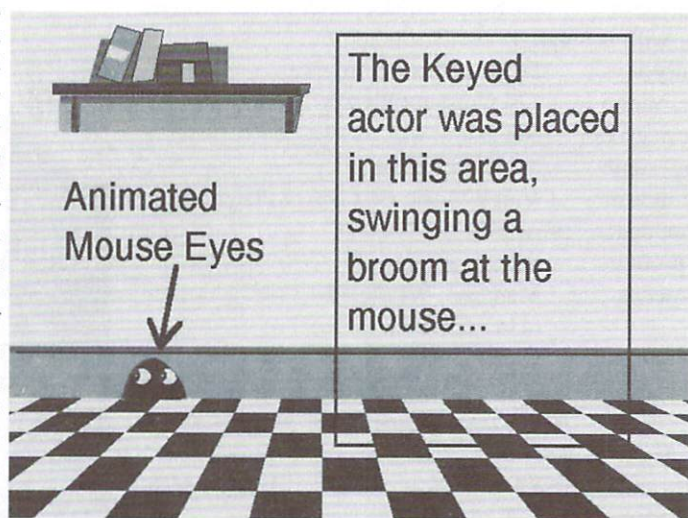 The Keyed
actor was placed
in this area,
swinging a
broom at the
mouse...
Animated
Mouse Eyes